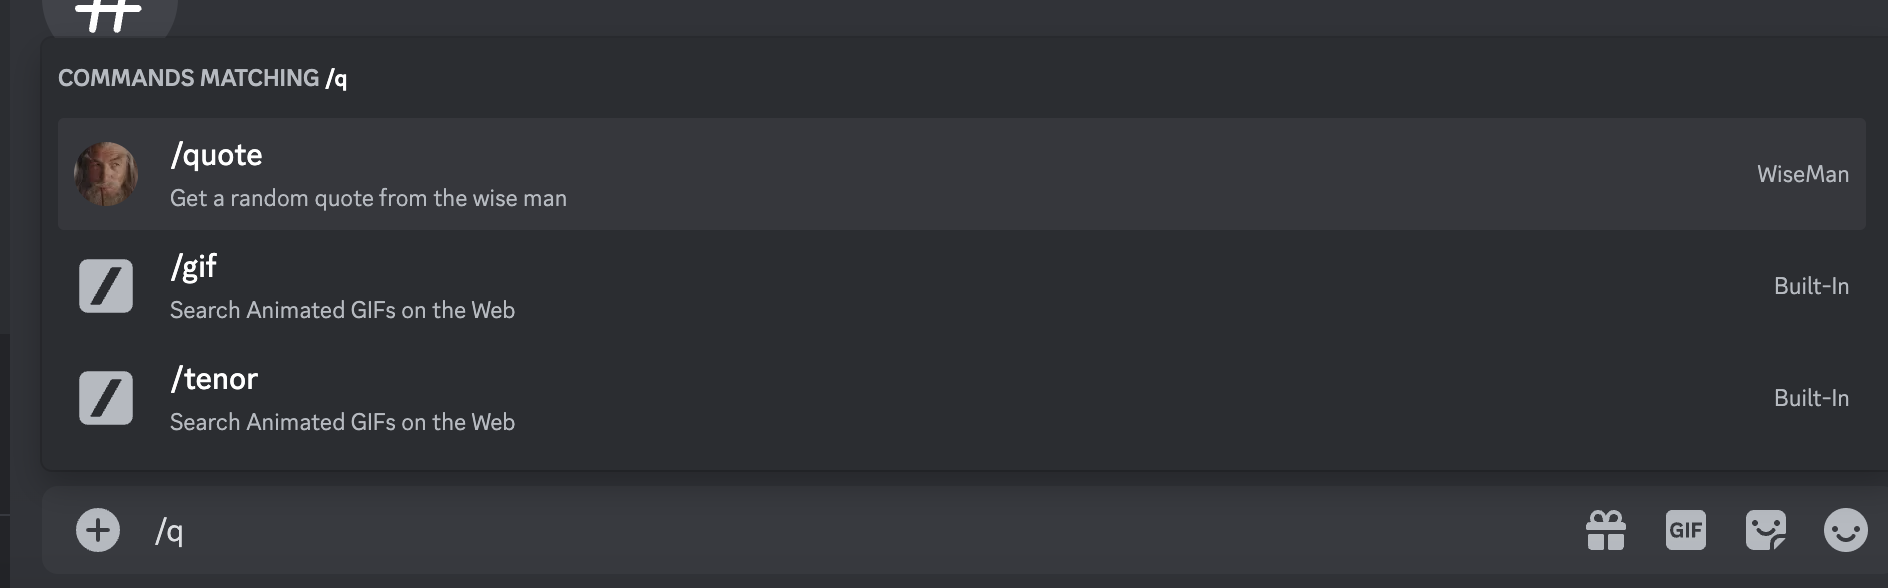 COMMANDS MATCHING /q
/quote
Get a random quote from the wise man
WiseMan
/gif
Search Animated GIFs on the Web
Built-In
/tenor
Search Animated GIFs on the Web
Built-In
/q
GIF